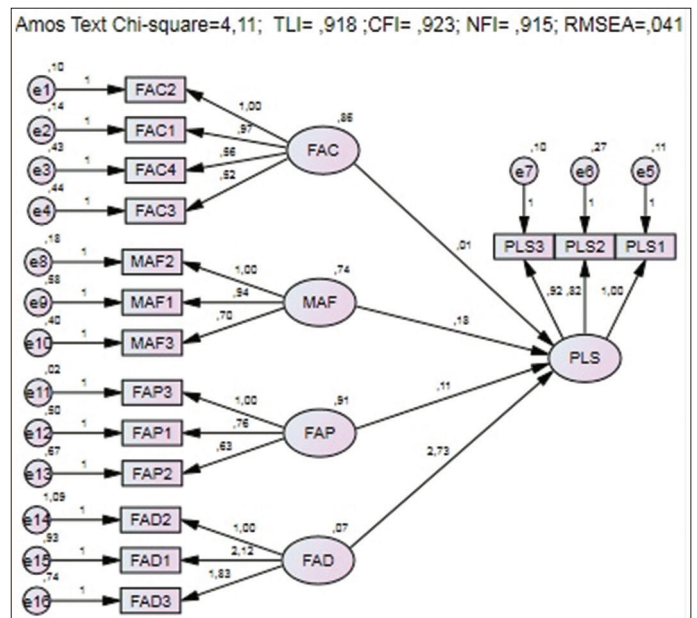 Amos Text Chi-square=4,11; TLI= ,918 ;CFI= ,923; NFI= ,915; RMSEA=,041
,10
e1 1 FAC2
,14
e2 1 FAC1
,43
e3 1 FAC4
,44
e4 1 FAC3
1,00
,97
,56
,52
,86
FAC
,10 ,27 ,11
e7 e6 e5
1 1 1
PLS3 PLS2 PLS1
,92 ,82 1,00
PLS
,01
,18
e8 1 MAF2
,58
e9 1 MAF1
,40
e10 1 MAF3
1,00
,94
,70
,74
MAF
,18
,02
e11 1 FAP3
,50
e12 1 FAP1
,67
e13 1 FAP2
1,00
,76
,63
,91
FAP
,11
1,09
e14 1 FAD2
,93
e15 1 FAD1
,74
e16 1 FAD3
1,00
2,12
1,83
,07
FAD
2,73